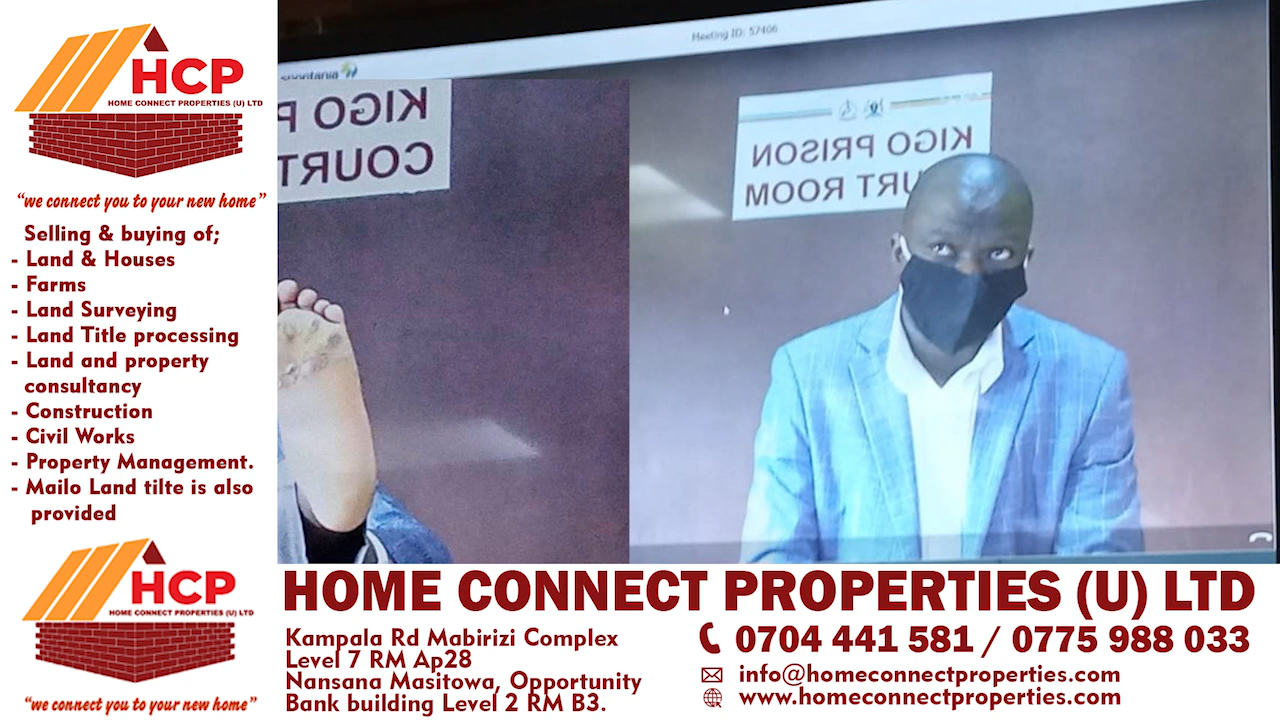 HCP
HOME CONNECT PROPERTIES (U) LTD
“we connect you to your new home”
Selling & buying of;
- Land & Houses
- Farms
- Land Surveying
- Land Title processing
- Land and property
consultancy
- Construction
- Civil Works
- Property Management.
- Mailo Land tilte is also
provided
HCP
HOME CONNECT PROPERTIES (U) LTD
“we connect you to your new home”
Meeting ID: 57406
spontania
KIGO P
COURT
KIGO PRISON
URT ROOM
HOME CONNECT PROPERTIES (U) LTD
Kampala Rd Mabirizi Complex
Level 7 RM Ap28
Nansana Masitowa, Opportunity
Bank building Level 2 RM B3.
0704 441 581 / 0775 988 033
info@homeconnectproperties.com
www.homeconnectproperties.com